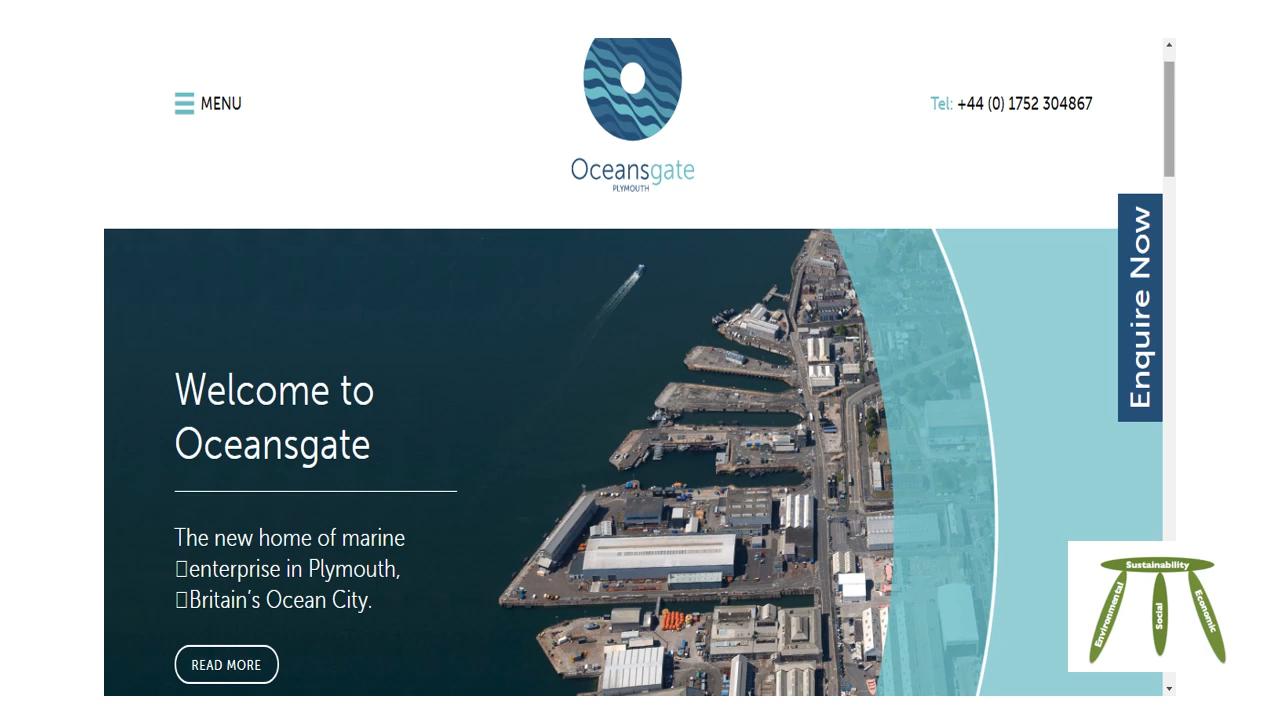 MENU
Oceansgate
PLYMOUTH
Tel: +44 (0) 1752 304867
Enquire Now
Welcome to
Oceansgate
The new home of marine
enterprise in Plymouth,
Britain's Ocean City.
READ MORE
Sustainability
Environmental
Social
Economic